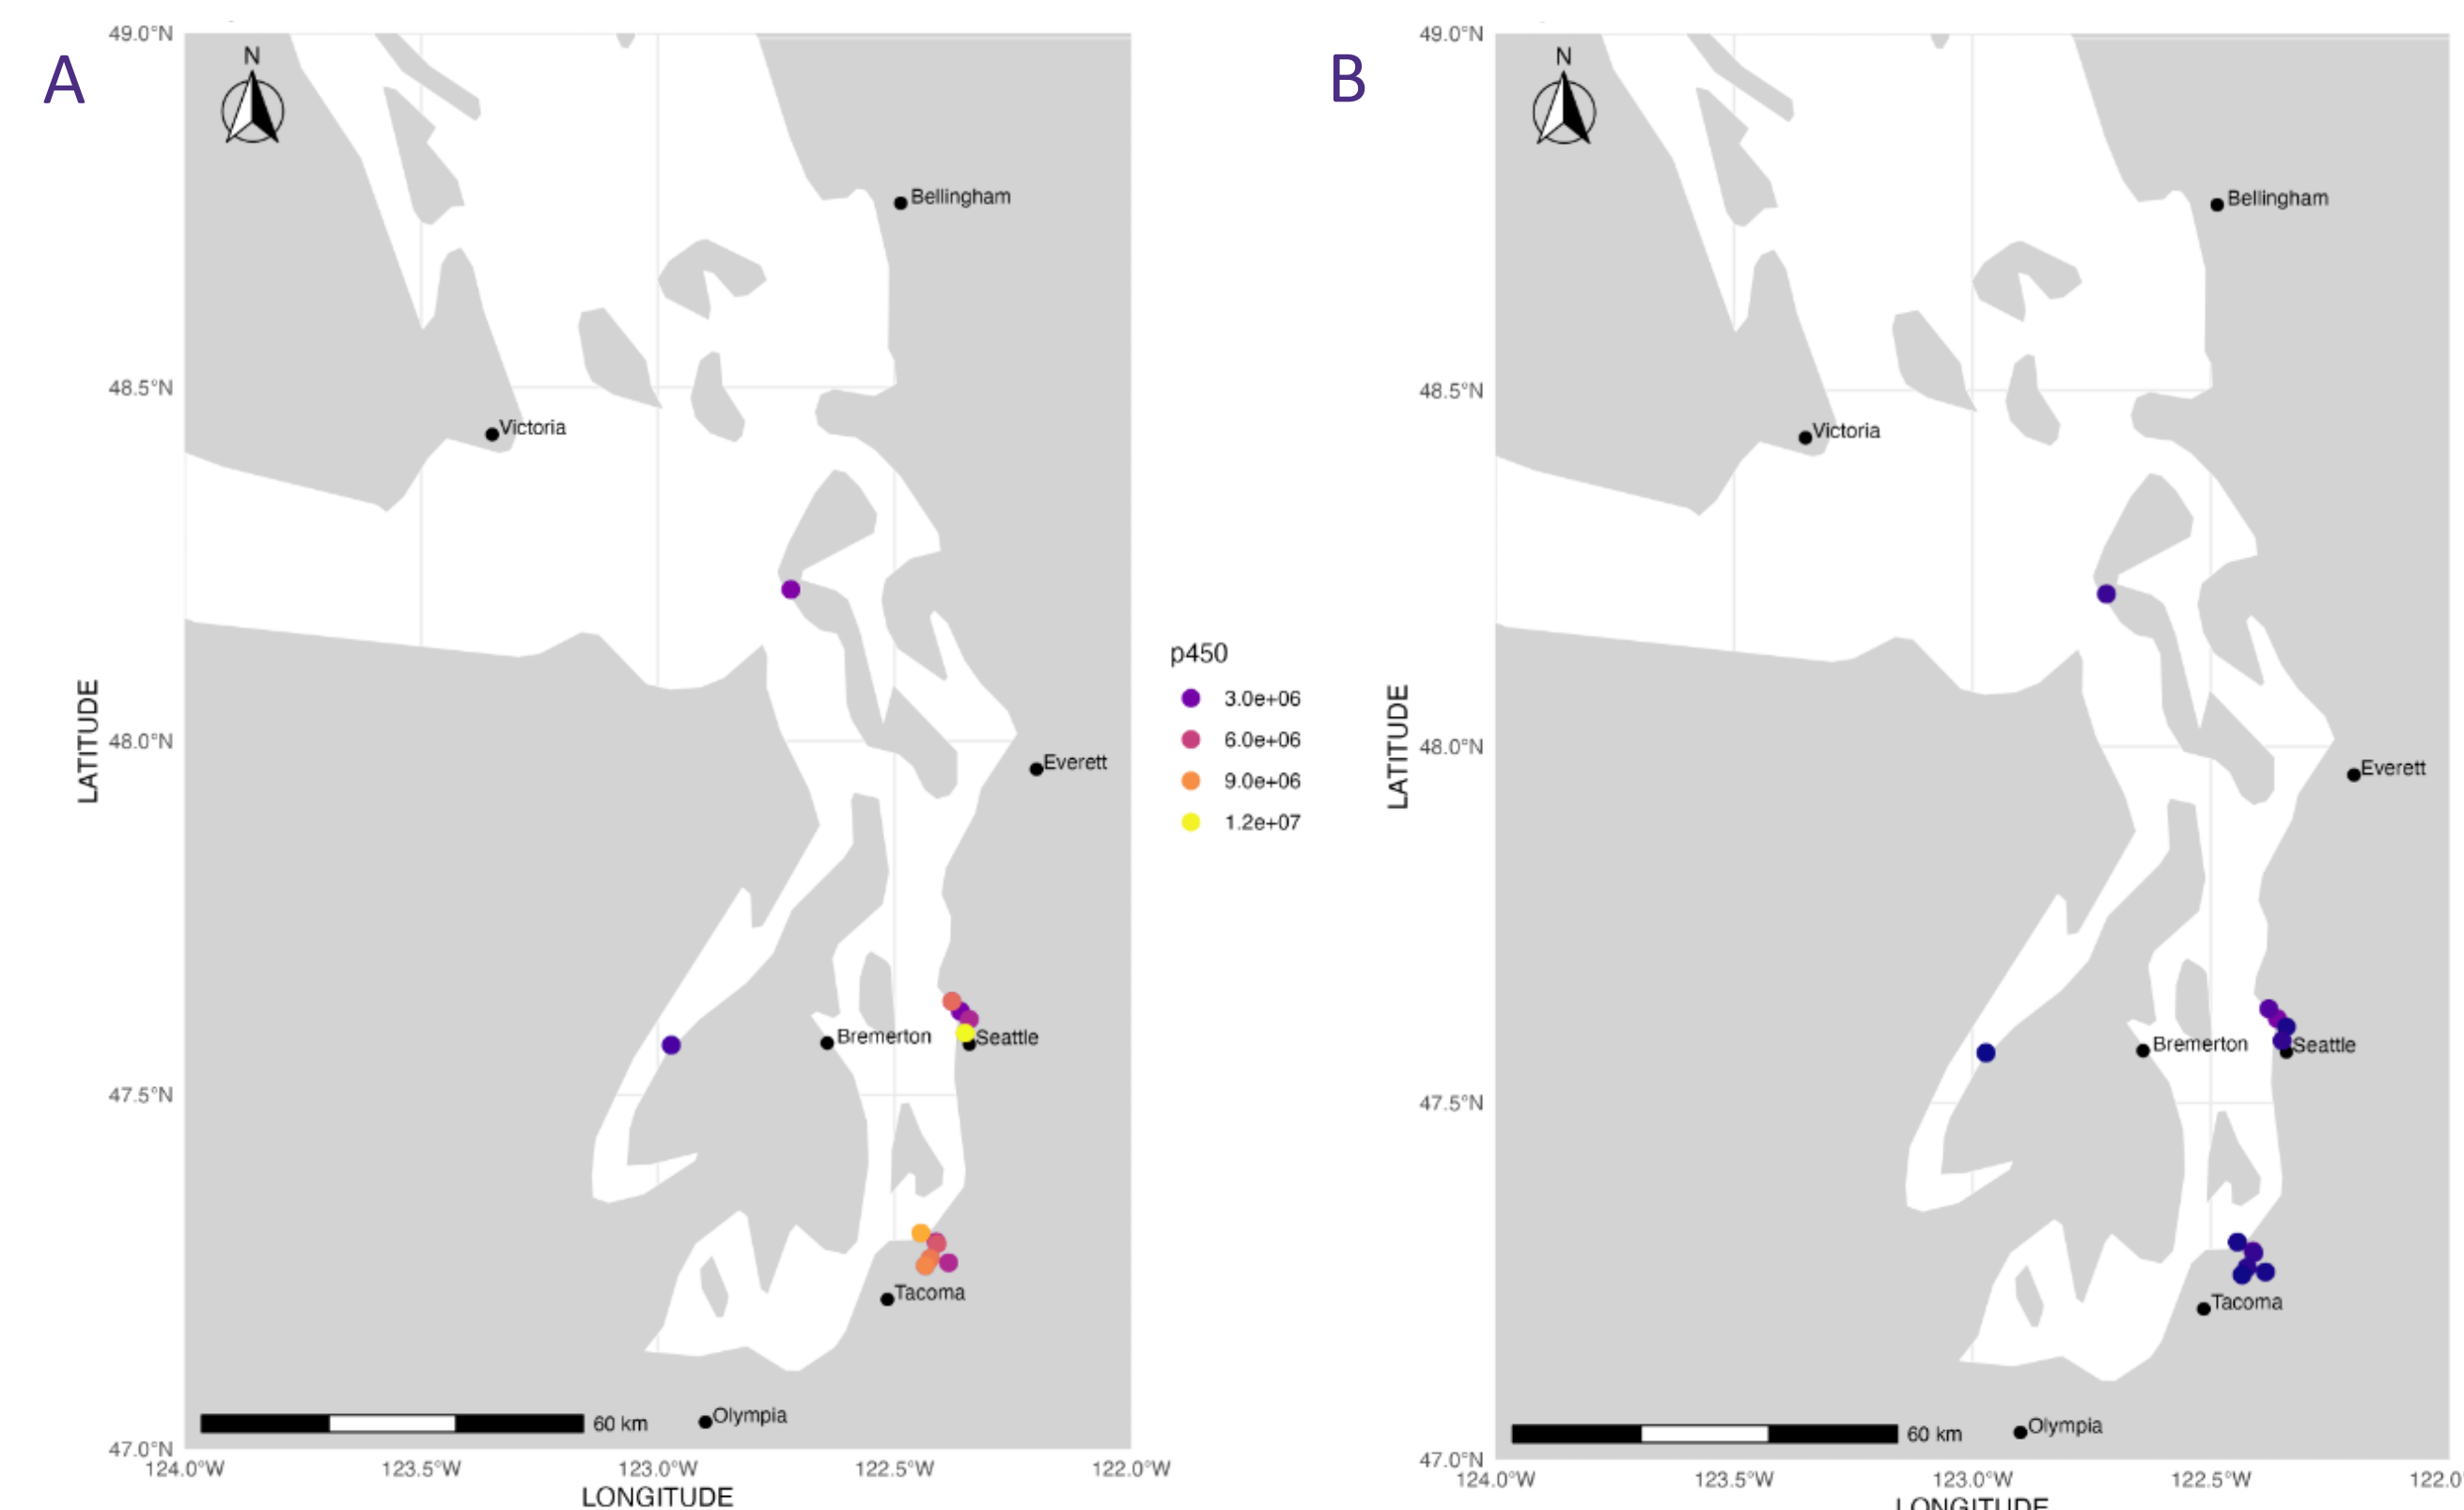 A
N
49.0°N
Bellingham
48.5°N
Victoria
LATITUDE
48.0°N
Everett
Bremerton
Seattle
47.5°N
Tacoma
60 km
Olympia
47.0°N
124.0°W 123.5°W 123.0°W 122.5°W 122.0°W
LONGITUDE
p450
3.0e+06
6.0e+06
9.0e+06
1.2e+07
B
N
49.0°N
Bellingham
48.5°N
Victoria
LATITUDE
48.0°N
Everett
Bremerton
Seattle
47.5°N
Tacoma
60 km
Olympia
47.0°N
124.0°W 123.5°W 123.0°W 122.5°W 122.0
LONGITUDE